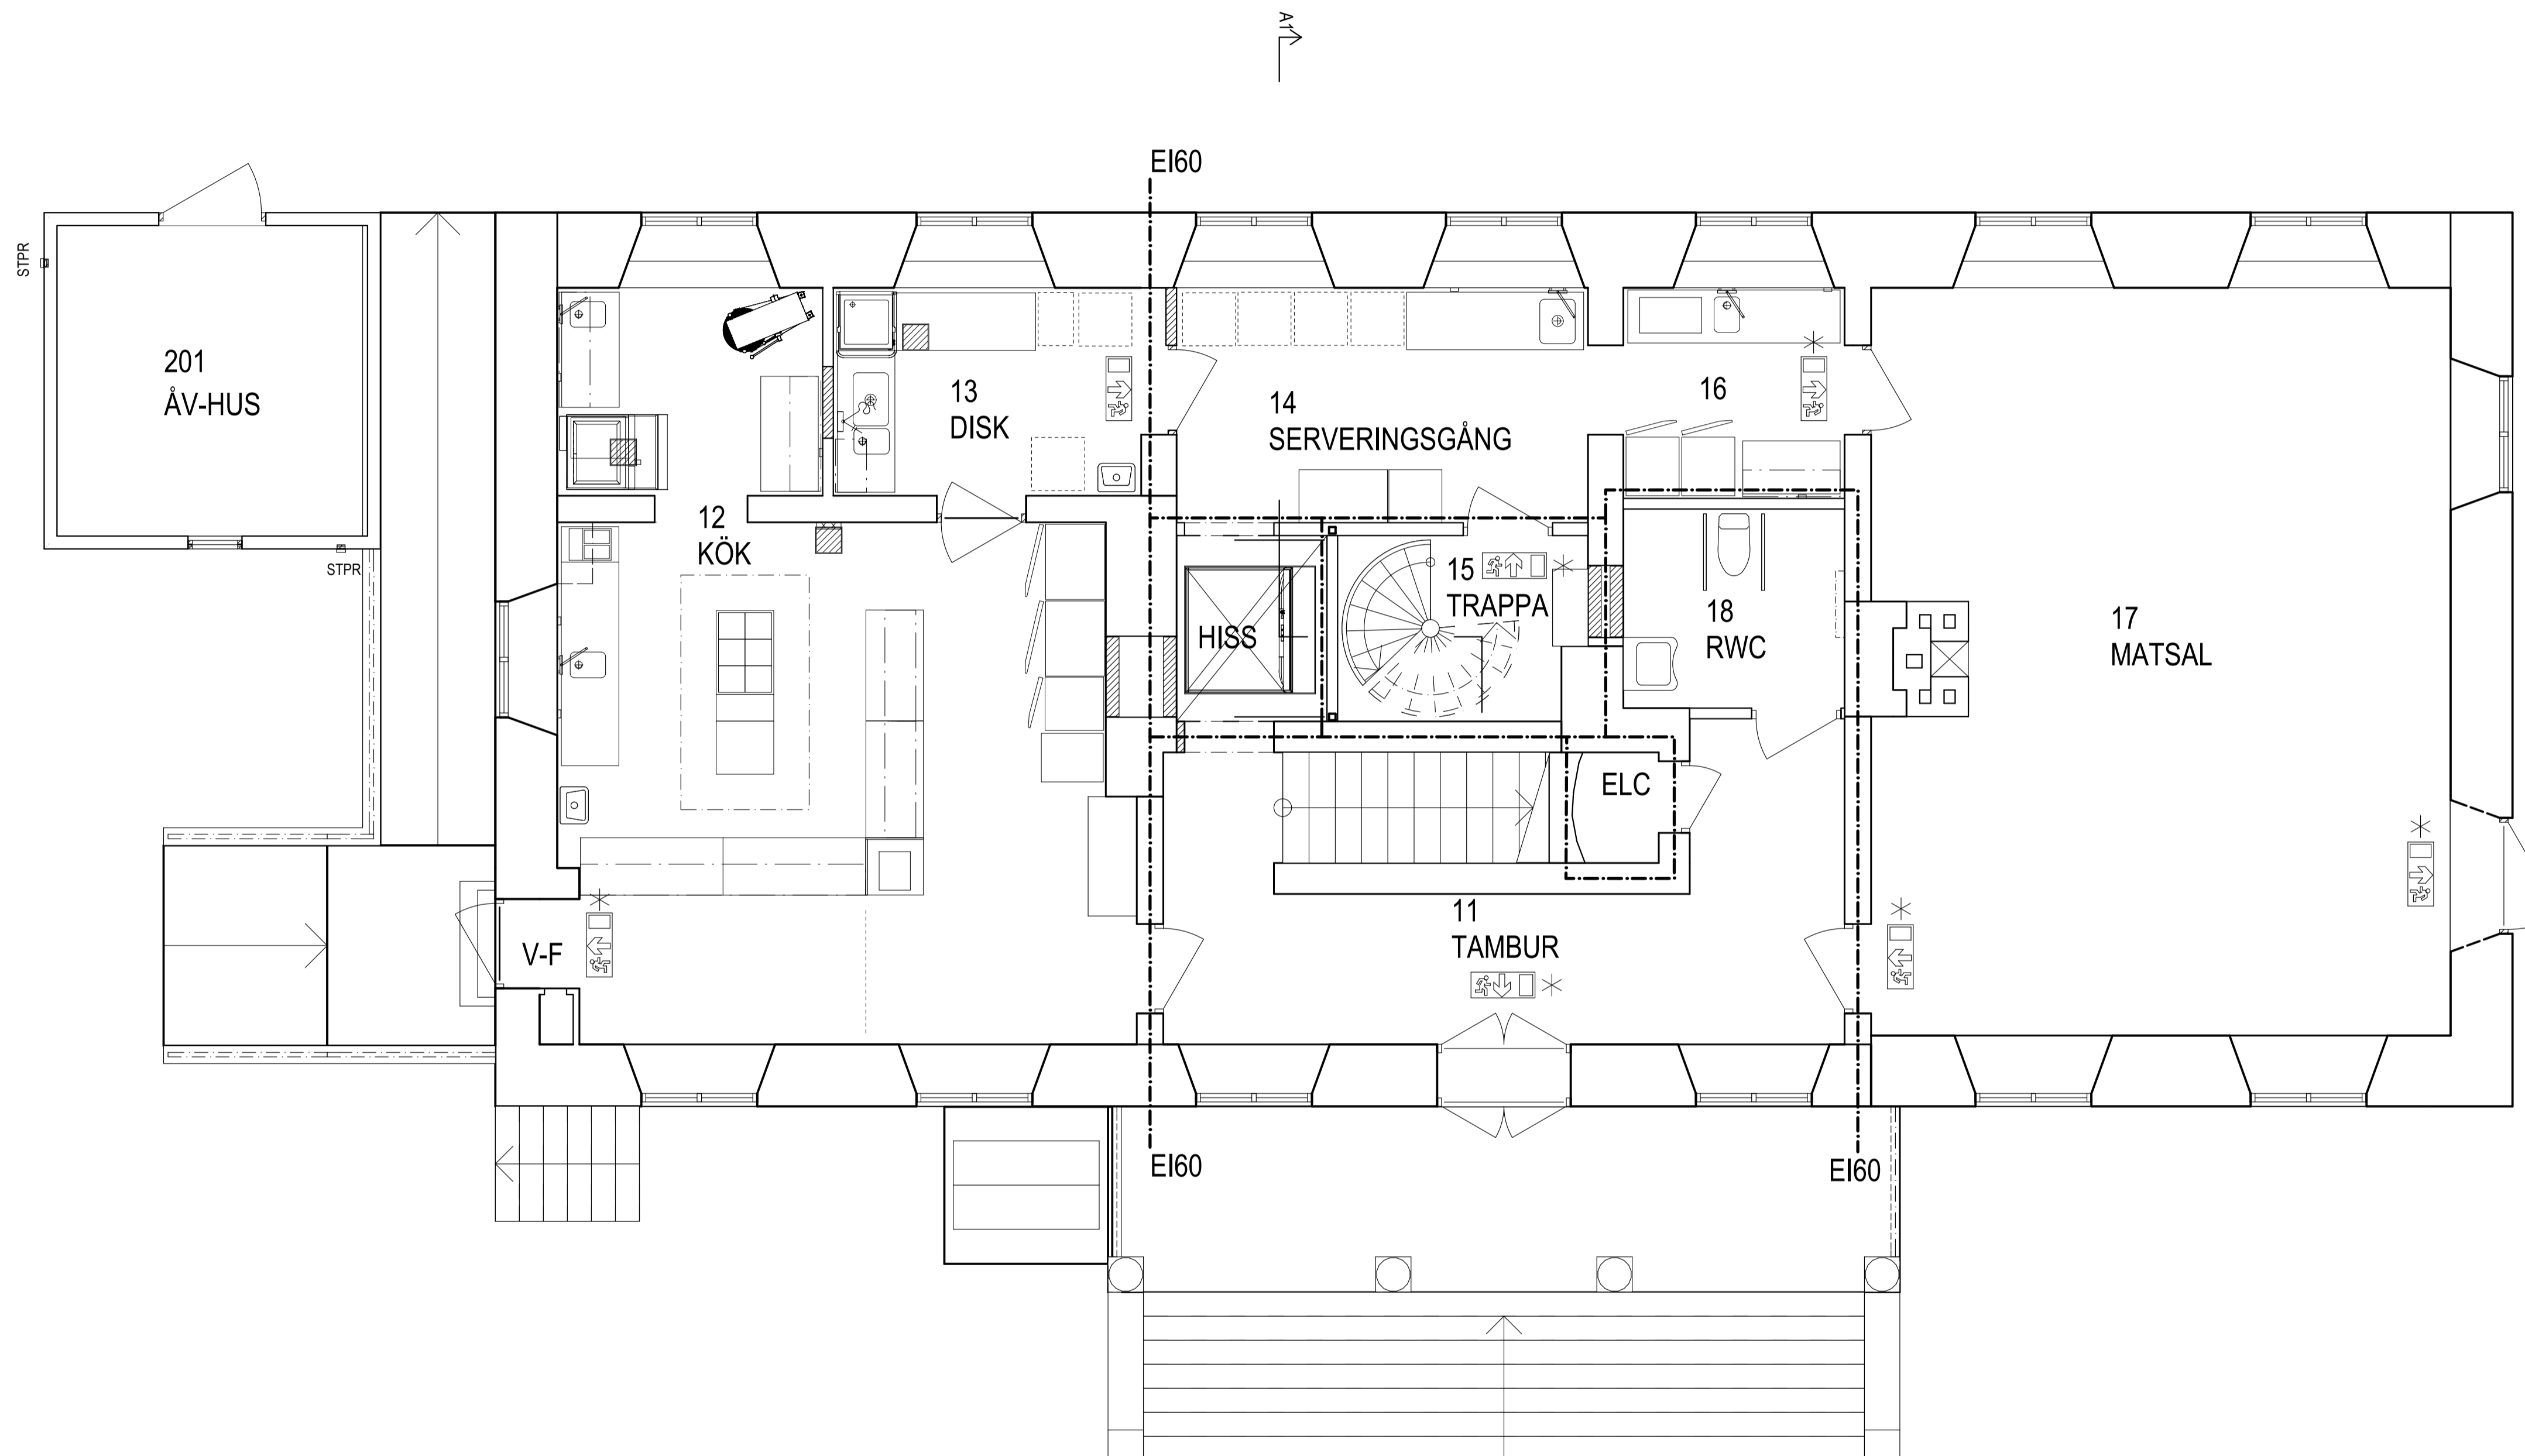 A1
EI60
STPR
201
ÅV-HUS
13
DISK
14
SERVERINGSGÅNG
16
12
KÖK
STPR
15
TRAPPA
HISS
18
RWC
17
MATSAL
ELC
11
TAMBUR
V-F
EI60
EI60